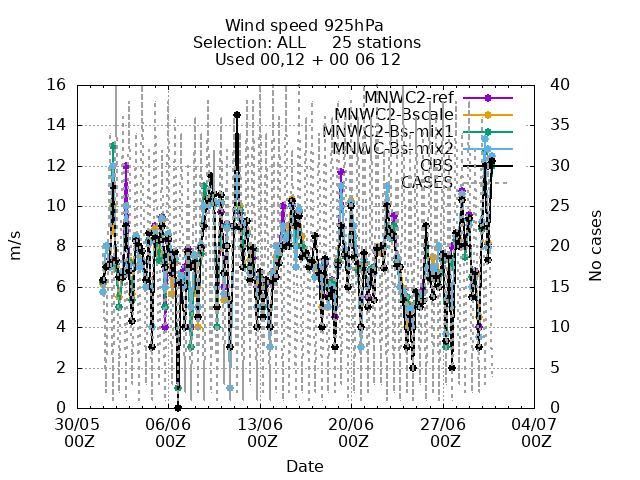 Wind speed 925hPa
Selection: ALL 25 stations
Used 00,12 + 00 06 12
16 40
14 35
12 30
10 25
8 20
6 15
4 10
2 5
0 0
MNWC2-ref
MNWC2-Bscale
MNWC2-Bs-mix1
MNWC-Bs-mix2
OBS
CASES
m/s
No cases
30/05 06/06 13/06 20/06 27/06 04/07
00Z 00Z 00Z 00Z 00Z 00Z
Date